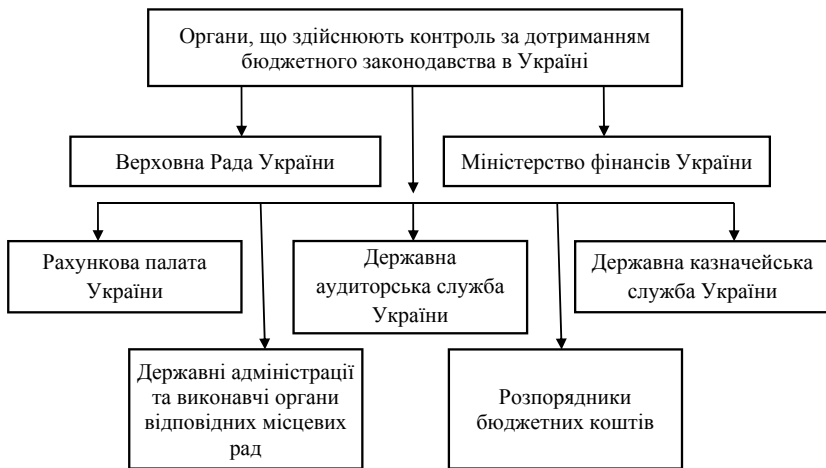 Органи, що здійснюють контроль за дотриманням
бюджетного законодавства в Україні
Верховна Рада України
Міністерство фінансів України
Рахункова палата
України
Державна
аудиторська служба
України
Державна казначейська
служба України
Державні адміністрації
та виконавчі органи
відповідних місцевих
рад
Розпорядники
бюджетних коштів